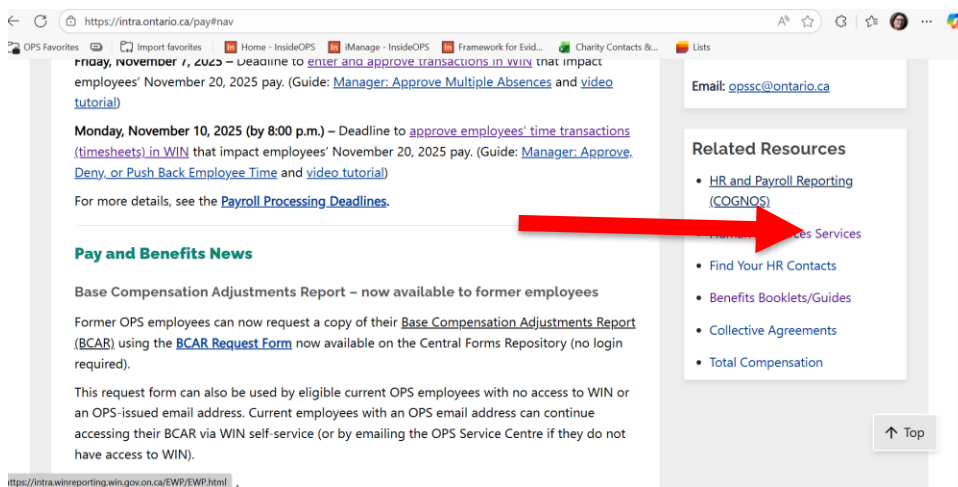 https://intra.ontario.ca/pay#nav
OPS Favorites
Import favorites
Home - InsideOPS
iManage - InsideOPS
Framework for Evid...
Charity Contacts &...
Lists
Friday, November 7, 2025 – Deadline to enter and approve transactions in WIN that impact
employees' November 20, 2025 pay. (Guide: Manager: Approve Multiple Absences and video
tutorial)
Monday, November 10, 2025 (by 8:00 p.m.) – Deadline to approve employees' time transactions
(timesheets) in WIN that impact employees' November 20, 2025 pay. (Guide: Manager: Approve,
Deny, or Push Back Employee Time and video tutorial)
For more details, see the Payroll Processing Deadlines.
Pay and Benefits News
Base Compensation Adjustments Report – now available to former employees
Former OPS employees can now request a copy of their Base Compensation Adjustments Report
(BCAR) using the BCAR Request Form now available on the Central Forms Repository (no login
required).
This request form can also be used by eligible current OPS employees with no access to WIN or
an OPS-issued email address. Current employees with an OPS email address can continue
accessing their BCAR via WIN self-service (or by emailing the OPS Service Centre if they do not
have access to WIN).
Email: opssc@ontario.ca
Related Resources
HR and Payroll Reporting
(COGNOS)
Services
Find Your HR Contacts
Benefits Booklets/Guides
Collective Agreements
Total Compensation
Top
https://intra.winreporting.win.gov.on.ca/EWP/EWP.html